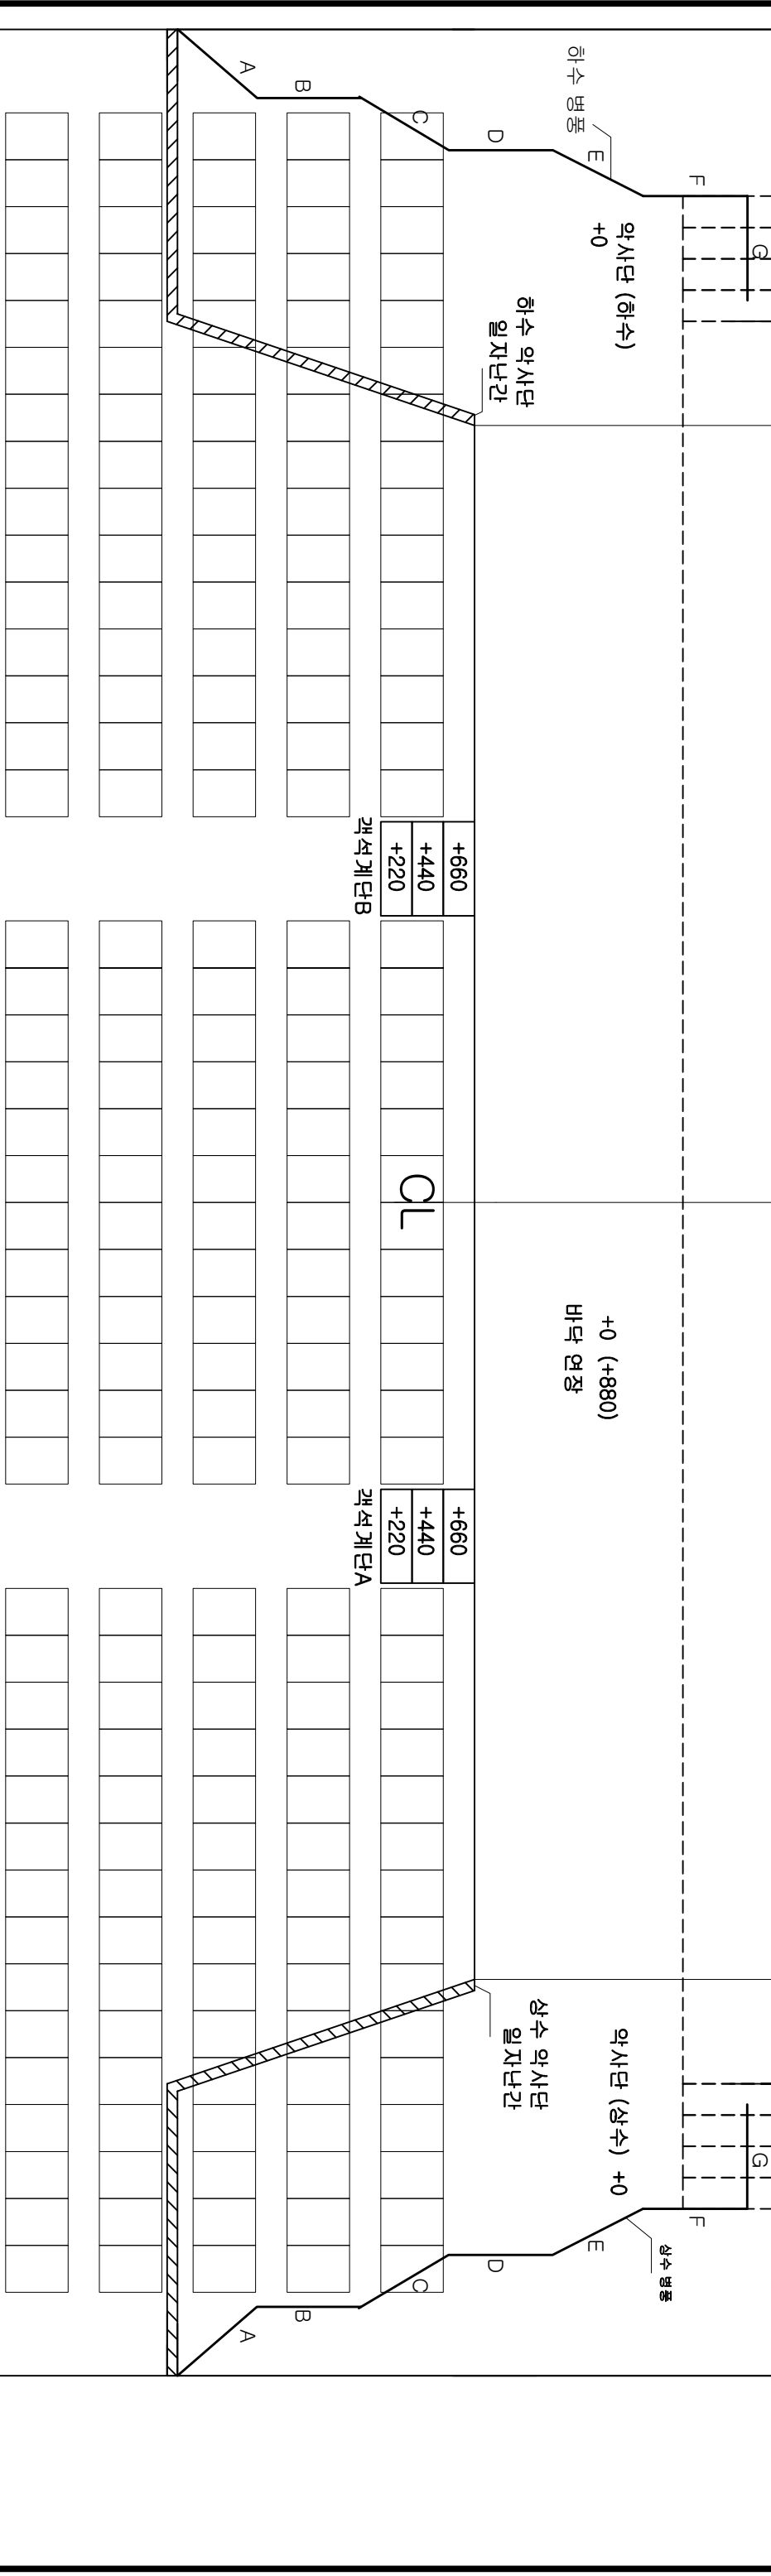 A
B
C
D
E
F
G
하수 병풍
악사단 (하수)
+0
하수 악사단
일자난간
+660
+440
+220
객석계단B
CL
+0 (+880)
바닥 연장
+660
+440
+220
객석계단A
상수 악사단
일자난간
악사단 (상수) +0
G
F
E
D
C
B
A
상수 병풍